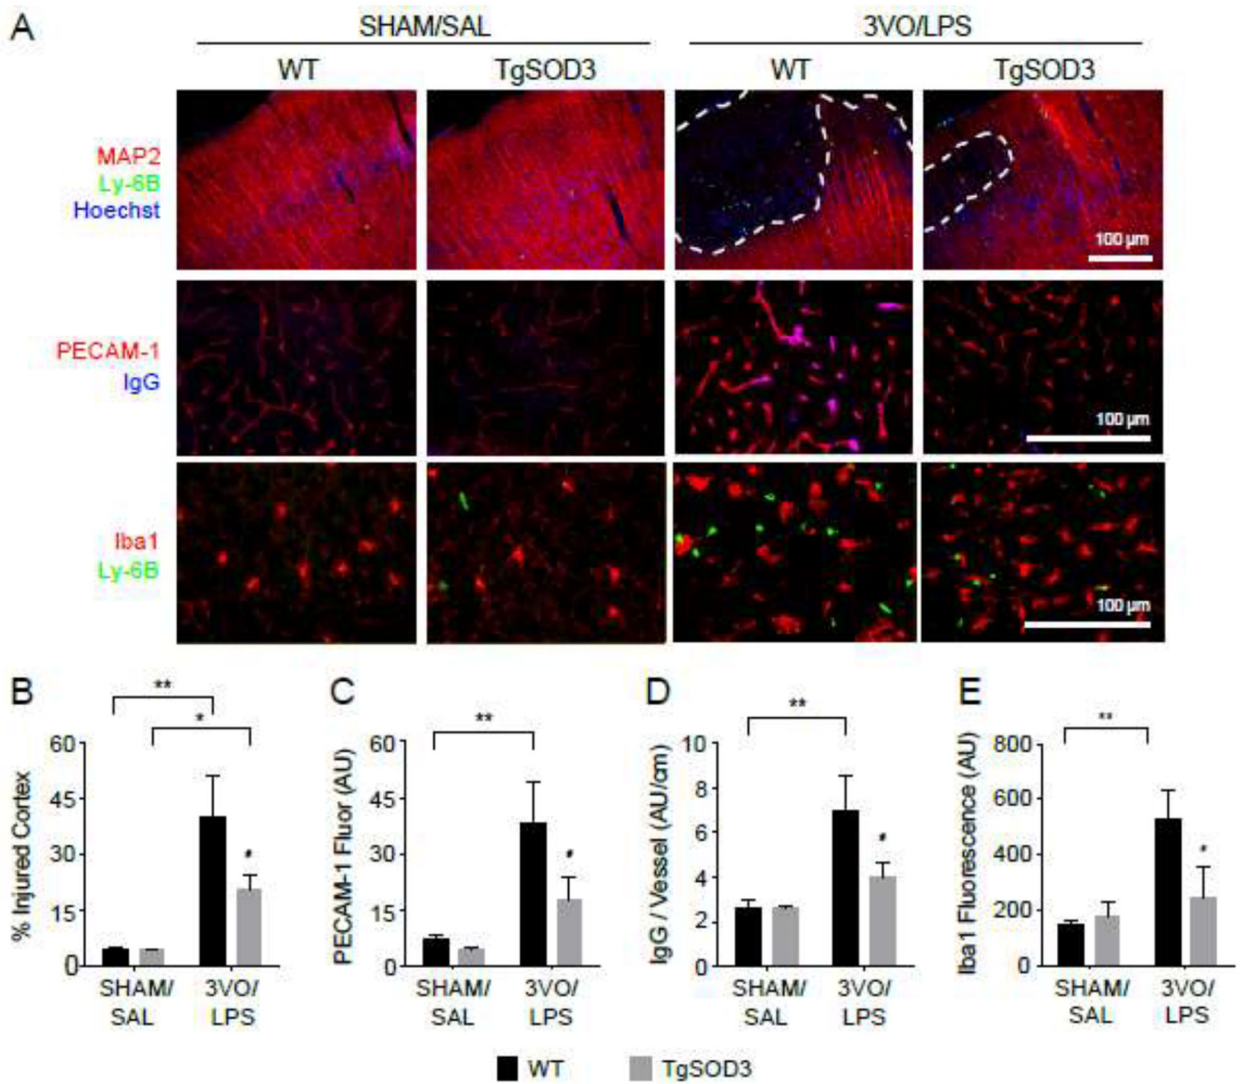 A
SHAM/SAL
3VO/LPS
WT
TgSOD3
WT
TgSOD3
MAP2
Ly-6B
Hoechst
100 µm
PECAM-1
IgG
100 µm
Iba1
Ly-6B
100 µm
B
**
*
% Injured Cortex
60
45
30
15
0
#
SHAM/
SAL
3VO/
LPS
C
**
PECAM-1 Fluor (AU)
60
45
30
15
0
#
SHAM/
SAL
3VO/
LPS
D
**
IgG / Vessel (AU/cm)
10
8
6
4
2
0
#
SHAM/
SAL
3VO/
LPS
E
**
Iba1 Fluorescence (AU)
800
600
400
200
0
#
SHAM/
SAL
3VO/
LPS
WT
TgSOD3